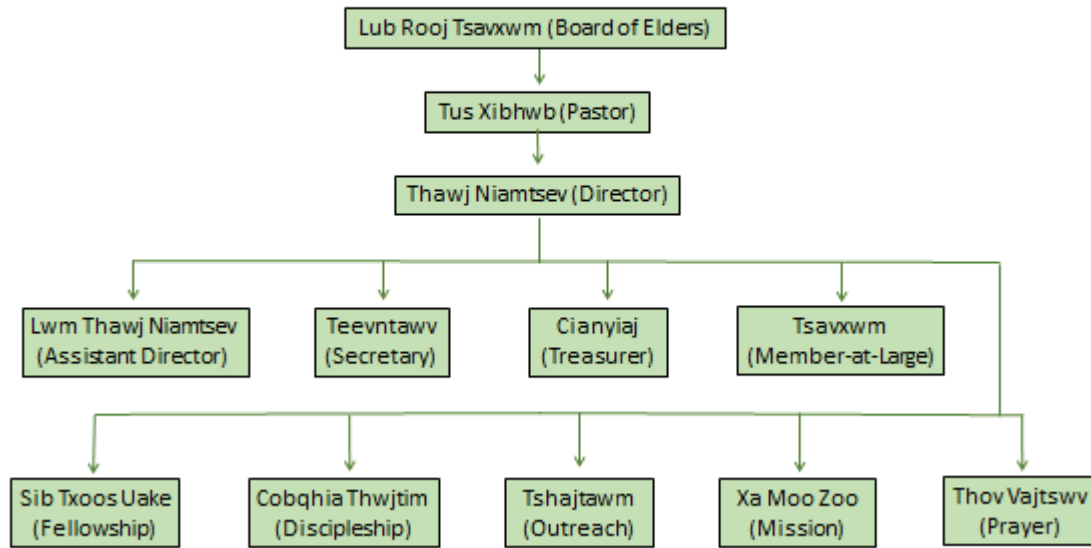 Lub Rooj Tsavxwm (Board of Elders)
Tus Xibhwb (Pastor)
Thawj Niamtsev (Director)
Lwm Thawj Niamtsev
(Assistant Director)
Teevntawv
(Secretary)
Cianyiaj
(Treasurer)
Tsavxwm
(Member-at-Large)
Sib Txoos Uake
(Fellowship)
Cobqhia Thwjtim
(Discipleship)
Tshajtawm
(Outreach)
Xa Moo Zoo
(Mission)
Thov Vajtswv
(Prayer)